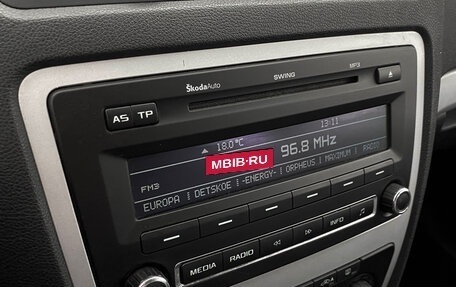 ŠkodaAuto SWING MP3
AS TP
18.0°C 13:11
MBIB·RU
96.8 MHz
FM3
EUROPA DETSKOE -ENERGY- ORPHEUS MAXIMUM RADIO
MEDIA RADIO INFO